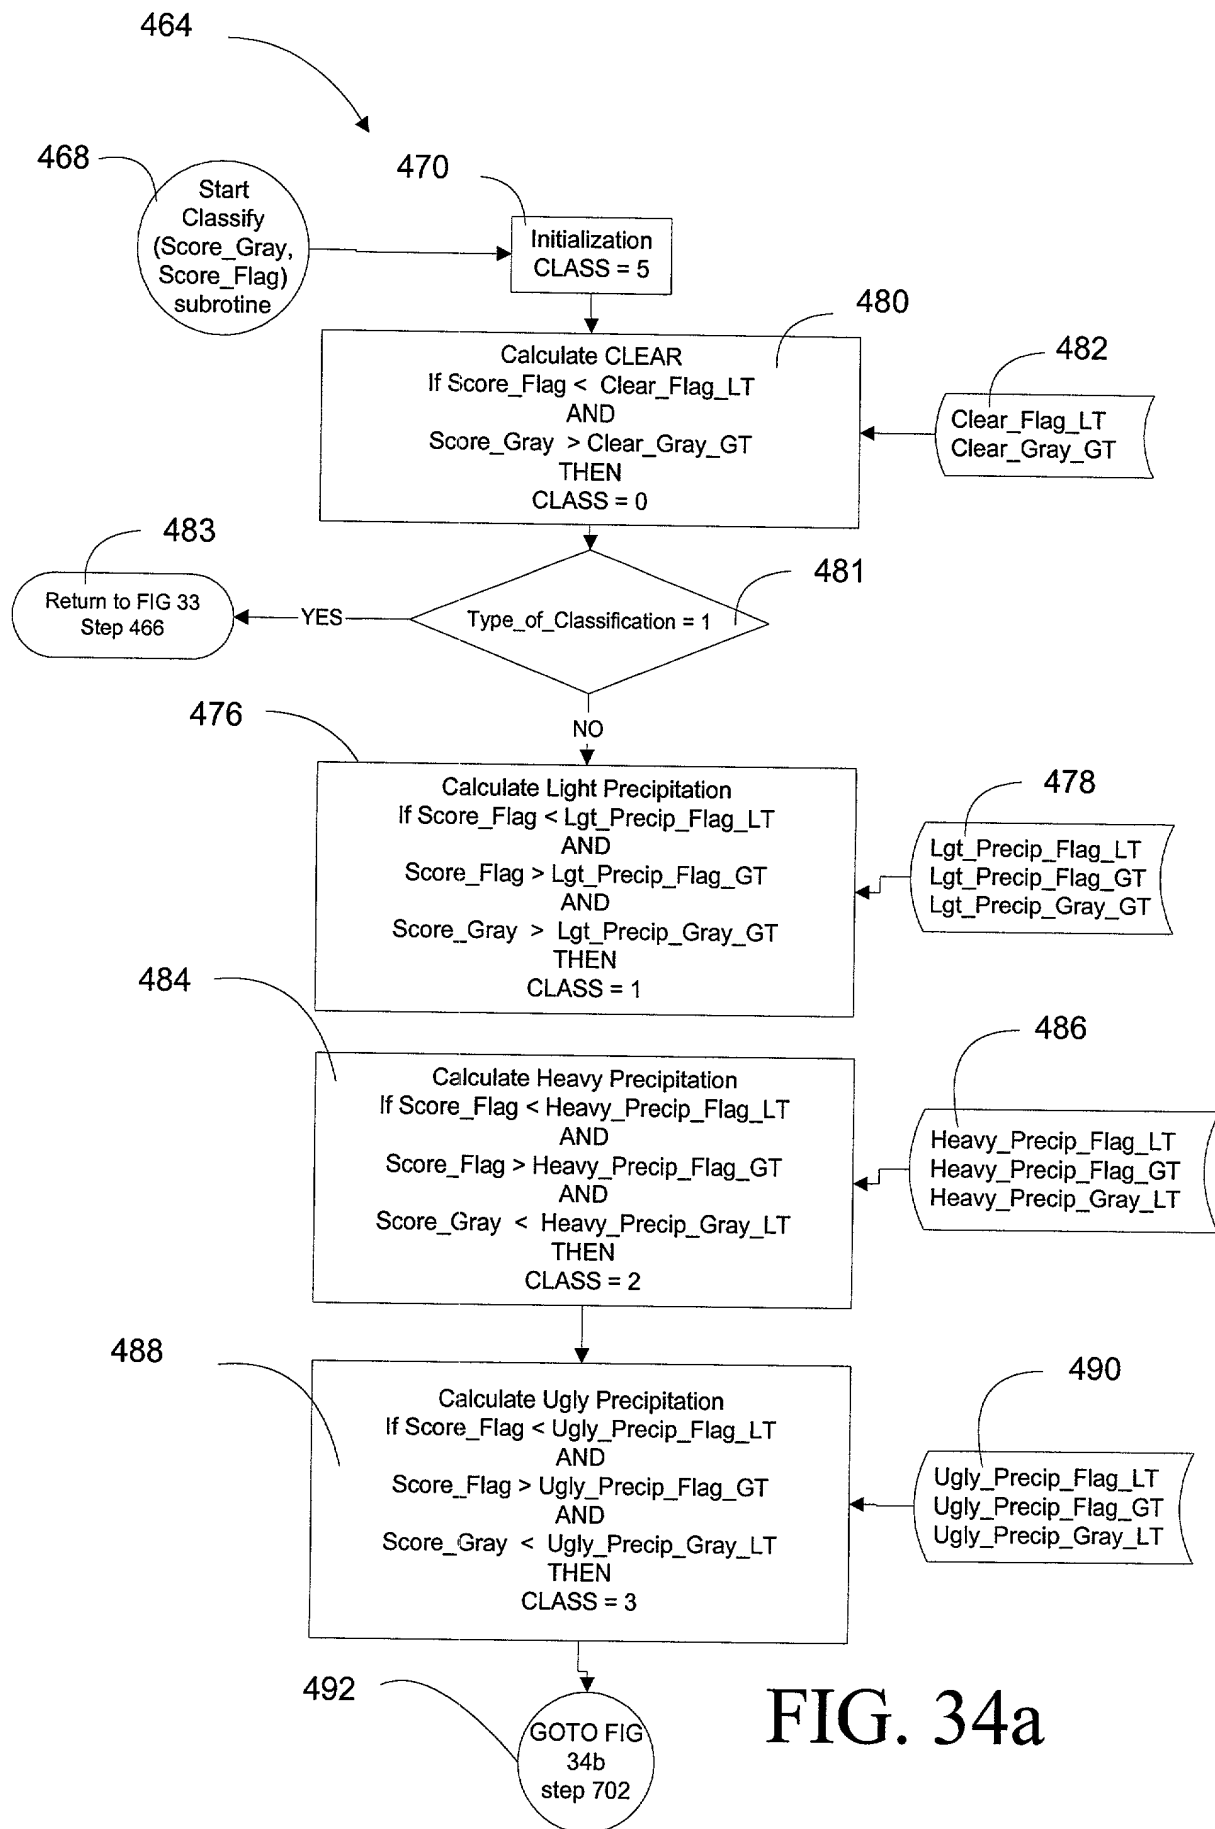 464
468
Start
Classify
(Score_Gray,
Score_Flag)
subrotine
470
Initialization
CLASS = 5
480
Calculate CLEAR
If Score_Flag < Clear_Flag_LT
AND
Score_Gray > Clear_Gray_GT
THEN
CLASS = 0
482
Clear_Flag_LT
Clear_Gray_GT
483
Return to FIG 33
Step 466
YES
481
Type_of_Classification = 1
NO
476
Calculate Light Precipitation
If Score_Flag < Lgt_Precip_Flag_LT
AND
Score_Flag > Lgt_Precip_Flag_GT
AND
Score_Gray > Lgt_Precip_Gray_GT
THEN
CLASS = 1
478
Lgt_Precip_Flag_LT
Lgt_Precip_Flag_GT
Lgt_Precip_Gray_GT
484
Calculate Heavy Precipitation
If Score_Flag < Heavy_Precip_Flag_LT
AND
Score_Flag > Heavy_Precip_Flag_GT
AND
Score_Gray < Heavy_Precip_Gray_LT
THEN
CLASS = 2
486
Heavy_Precip_Flag_LT
Heavy_Precip_Flag_GT
Heavy_Precip_Gray_LT
488
Calculate Ugly Precipitation
If Score_Flag < Ugly_Precip_Flag_LT
AND
Score_Flag > Ugly_Precip_Flag_GT
AND
Score_Gray < Ugly_Precip_Gray_LT
THEN
CLASS = 3
490
Ugly_Precip_Flag_LT
Ugly_Precip_Flag_GT
Ugly_Precip_Gray_LT
492
GOTO FIG
34b
step 702
FIG. 34a